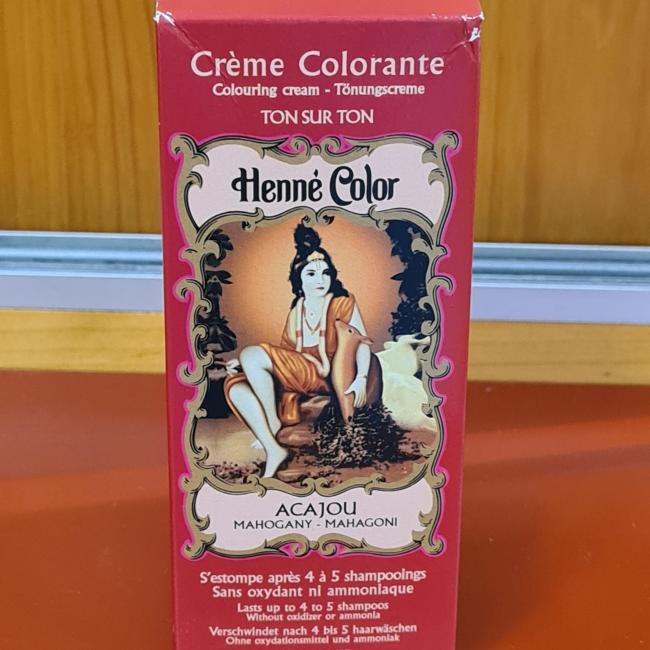 Crème Colorante
Colouring cream - Tönungscreme
TON SUR TON
Henné Color
ACAJOU
MAHOGANY - MAHAGONI
S'estompe après 4 à 5 shampooings
Sans oxydant ni ammoniaque
Lasts up to 4 to 5 shampoos
Without oxidizer or ammonia
Verschwindet nach 4 bis 5 haarwäschen
Ohne oxydationsmittel und ammoniak